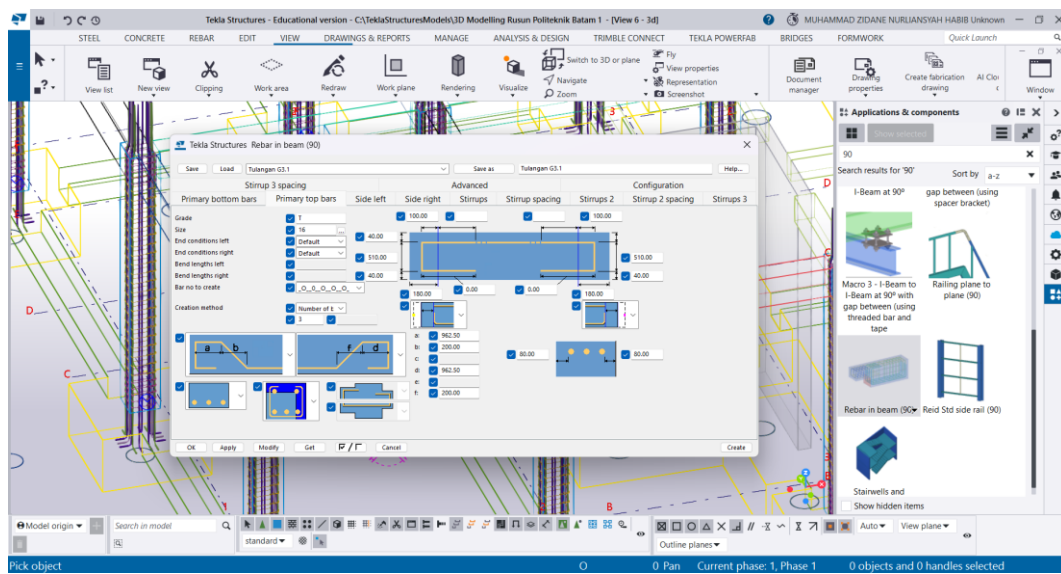 Tekla Structures - Educational version - C:\TeklaStructuresModels\3D Modelling Rusun Politeknik Batam 1 - [View 6 - 3d]
MUHAMMAD ZIDANE NURLIANSYAH HABIB Unknown
STEEL CONCRETE REBAR EDIT VIEW DRAWINGS & REPORTS MANAGE ANALYSIS & DESIGN TRIMBLE CONNECT TEKLA POWERFAB BRIDGES FORMWORK Quick Launch
View list New view Clipping Work area Redraw Work plane Rendering Visualize
Switch to 3D or plane
Navigate
Zoom
Fly
View properties
Representation
Screenshot
Document manager
Drawing properties
Create fabrication drawing
AI Clo
Window
Applications & components
Show selected
90
Search results for '90' Sort by a-z
I-Beam at 90°
gap between (using
spacer bracket)
Macro 3 - I-Beam to
I-Beam at 90° with
gap between (using
threaded bar and
tape
Railing plane to
plane (90)
Rebar in beam (90)
Reid Std side rail (90)
Stairwells and
Show hidden items
Tekla Structures Rebar in beam (90)
Save Load Tulangan G3.1 Save as Tulangan G3.1 Help...
Stirrup 3 spacing Advanced Configuration
Primary bottom bars Primary top bars Side left Side right Stirrups Stirrup spacing Stirrups 2 Stirrup 2 spacing Stirrups 3
Grade T
Size 16 ...
End conditions left Default
End conditions right Default
Bend lengths left
Bend lengths right
Bar no to create _O_O_O_O_O_
Creation method Number of t
3
100.00 100.00
40.00
510.00 510.00
40.00 40.00
180.00 0.00 0.00 180.00
a b f d
a: 962.50
b: 200.00
c:
d: 962.50
e:
f: 200.00
80.00 80.00
OK Apply Modify Get Cancel Create
3
D
D
C
3
B
1
B
Model origin Search in model
standard
Auto View plane
Outline planes
Pick object O 0 Pan Current phase: 1, Phase 1 0 objects and 0 handles selected